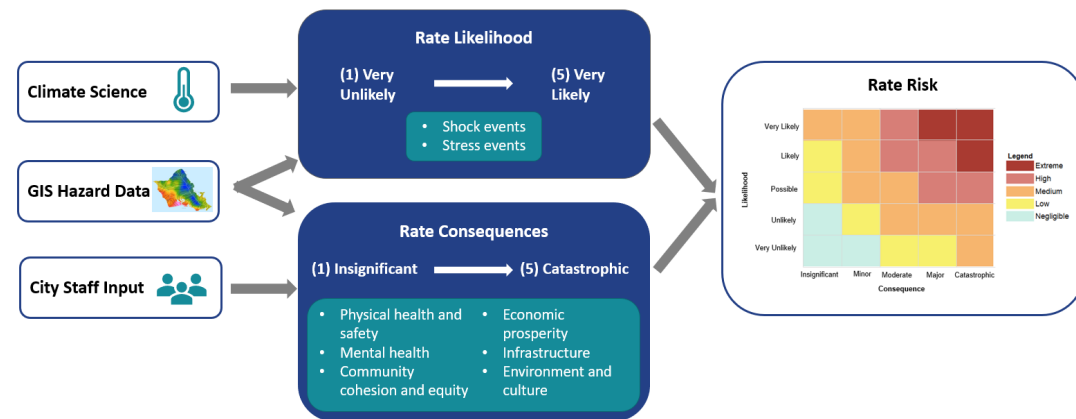 Climate Science
GIS Hazard Data
City Staff Input
Rate Likelihood
(1) Very
Unlikely
(5) Very
Likely
• Shock events
• Stress events
Rate Consequences
(1) Insignificant
(5) Catastrophic
• Physical health and
safety
• Mental health
• Community
cohesion and equity
• Economic
prosperity
• Infrastructure
• Environment and
culture
Rate Risk
Likelihood
Very Likely
Likely
Possible
Unlikely
Very Unlikely
Insignificant
Minor
Moderate
Major
Catastrophic
Consequence
Legend
Extreme
High
Medium
Low
Negligible